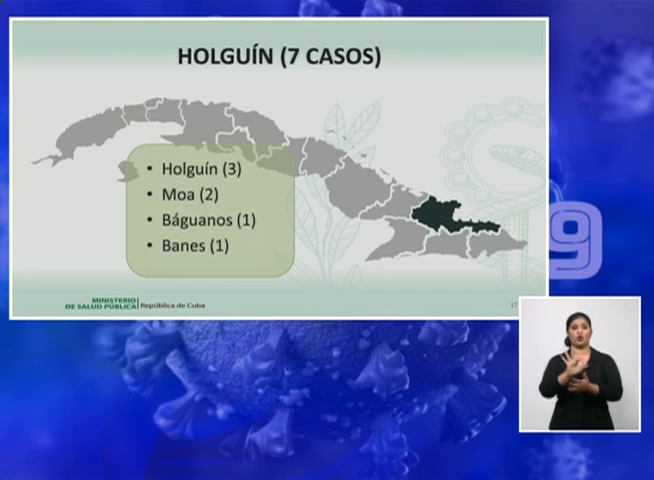 HOLGUÍN (7 CASOS)
• Holguín (3)
• Moa (2)
• Báguanos (1)
• Banes (1)
MINISTERIO
DE SALUD PÚBLICA
República de Cuba
17
9